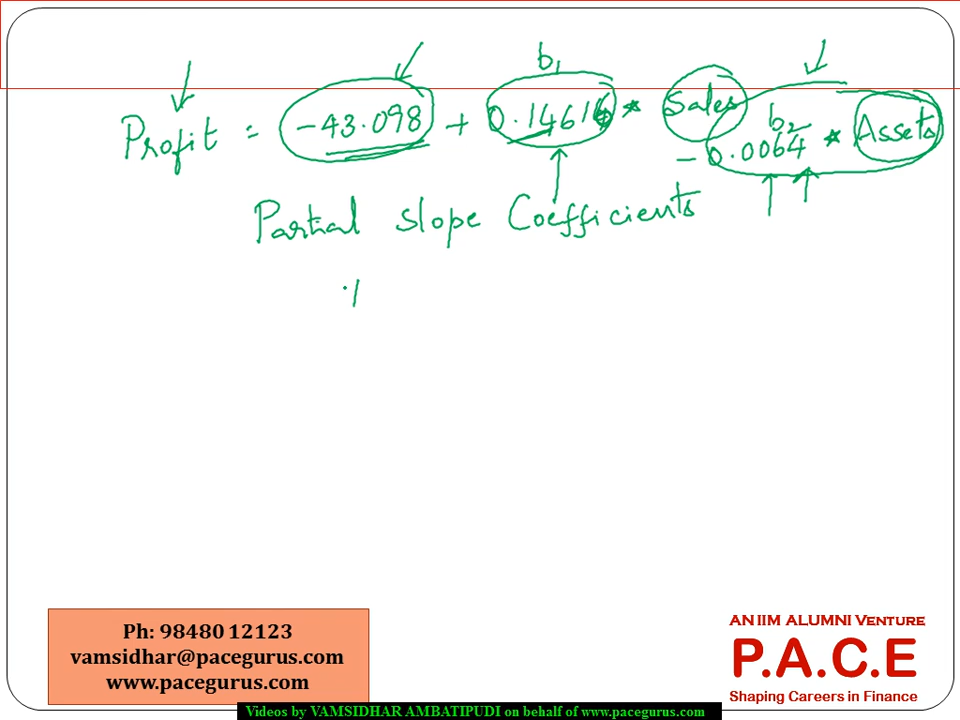 b1
Profit = -43.098 + 0.14614 * Sales
b2
- 0.0064 * Assets
Partial Slope Coefficients
Ph: 98480 12123
vamsidhar@pacegurus.com
www.pacegurus.com
AN IIM ALUMNI VENTURE
P.A.C.E
Shaping Careers in Finance
Videos by VAMSIDHAR AMBATIPUDI on behalf of www.pacegurus.com